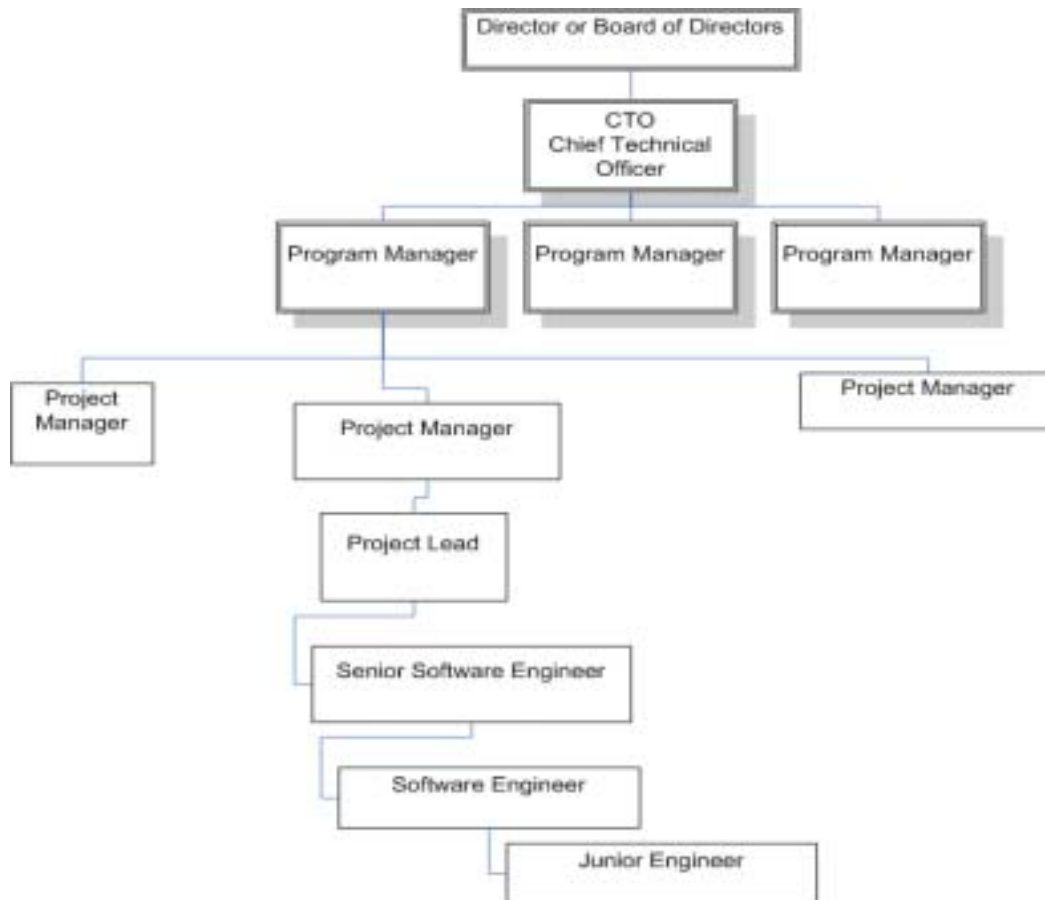 Director or Board of Directors
CTO
Chief Technical
Officer
Program Manager
Program Manager
Program Manager
Project
Manager
Project Manager
Project Manager
Project Lead
Senior Software Engineer
Software Engineer
Junior Engineer